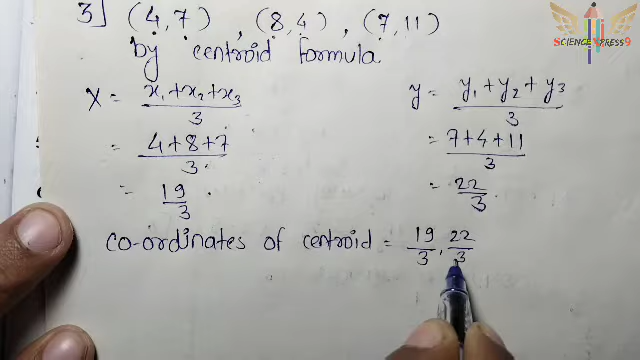 SCIENCE XPRESS 9
3] (4,7) , (8,4) , (7,11)
by centroid formula
x = x₁+x₂+x₃/3
y = y₁+y₂+y₃/3
= 4+8+7/3
= 7+4+11/3
= 19/3
= 22/3
co-ordinates of centroid = 19/3, 22/3